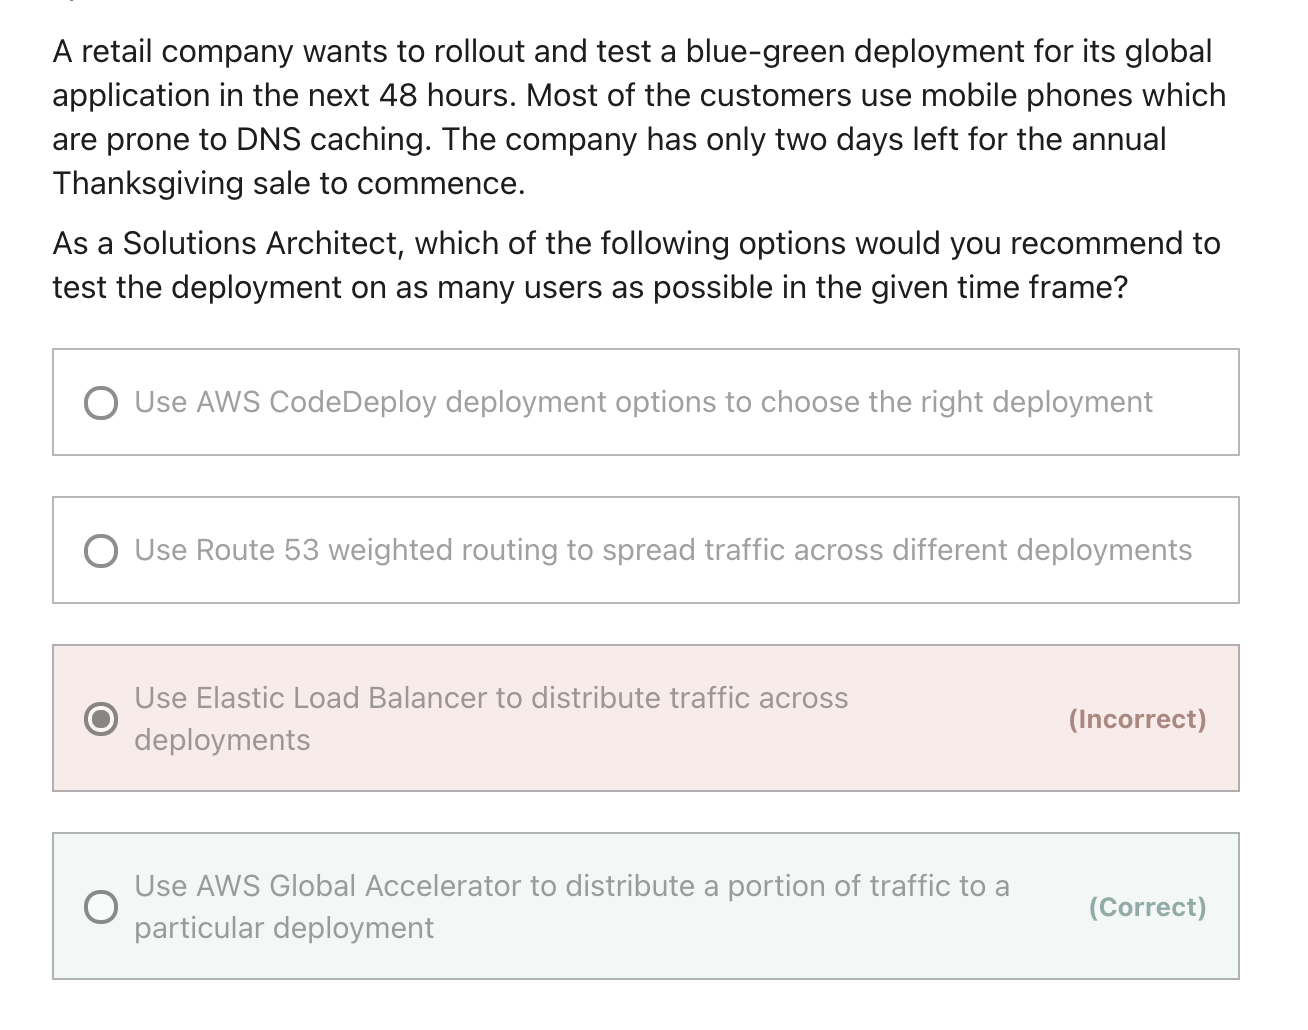 A retail company wants to rollout and test a blue-green deployment for its global
application in the next 48 hours. Most of the customers use mobile phones which
are prone to DNS caching. The company has only two days left for the annual
Thanksgiving sale to commence.
As a Solutions Architect, which of the following options would you recommend to
test the deployment on as many users as possible in the given time frame?
Use AWS CodeDeploy deployment options to choose the right deployment
Use Route 53 weighted routing to spread traffic across different deployments
Use Elastic Load Balancer to distribute traffic across
deployments
(Incorrect)
Use AWS Global Accelerator to distribute a portion of traffic to a
particular deployment
(Correct)